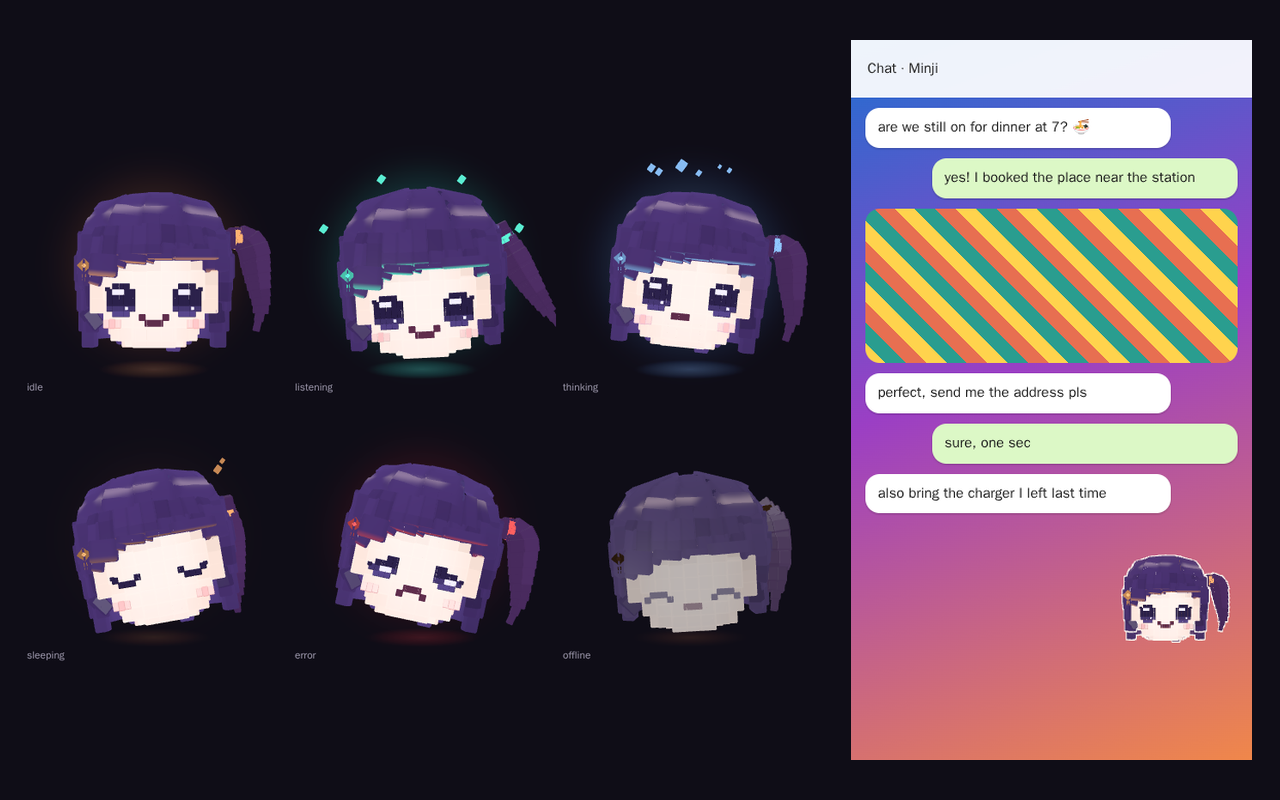 idle
listening
thinking
sleeping
error
offline
Chat · Minji
are we still on for dinner at 7? 🍜
yes! I booked the place near the station
perfect, send me the address pls
sure, one sec
also bring the charger I left last time